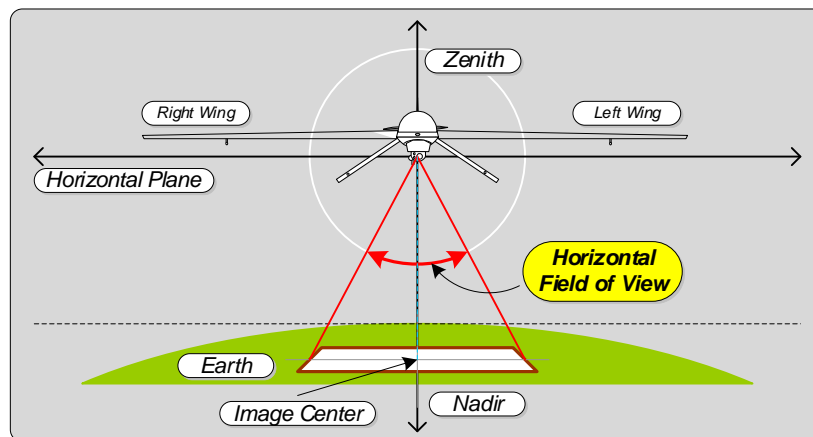 Zenith
Right Wing
Left Wing
Horizontal Plane
Horizontal
Field of View
Earth
Image Center
Nadir